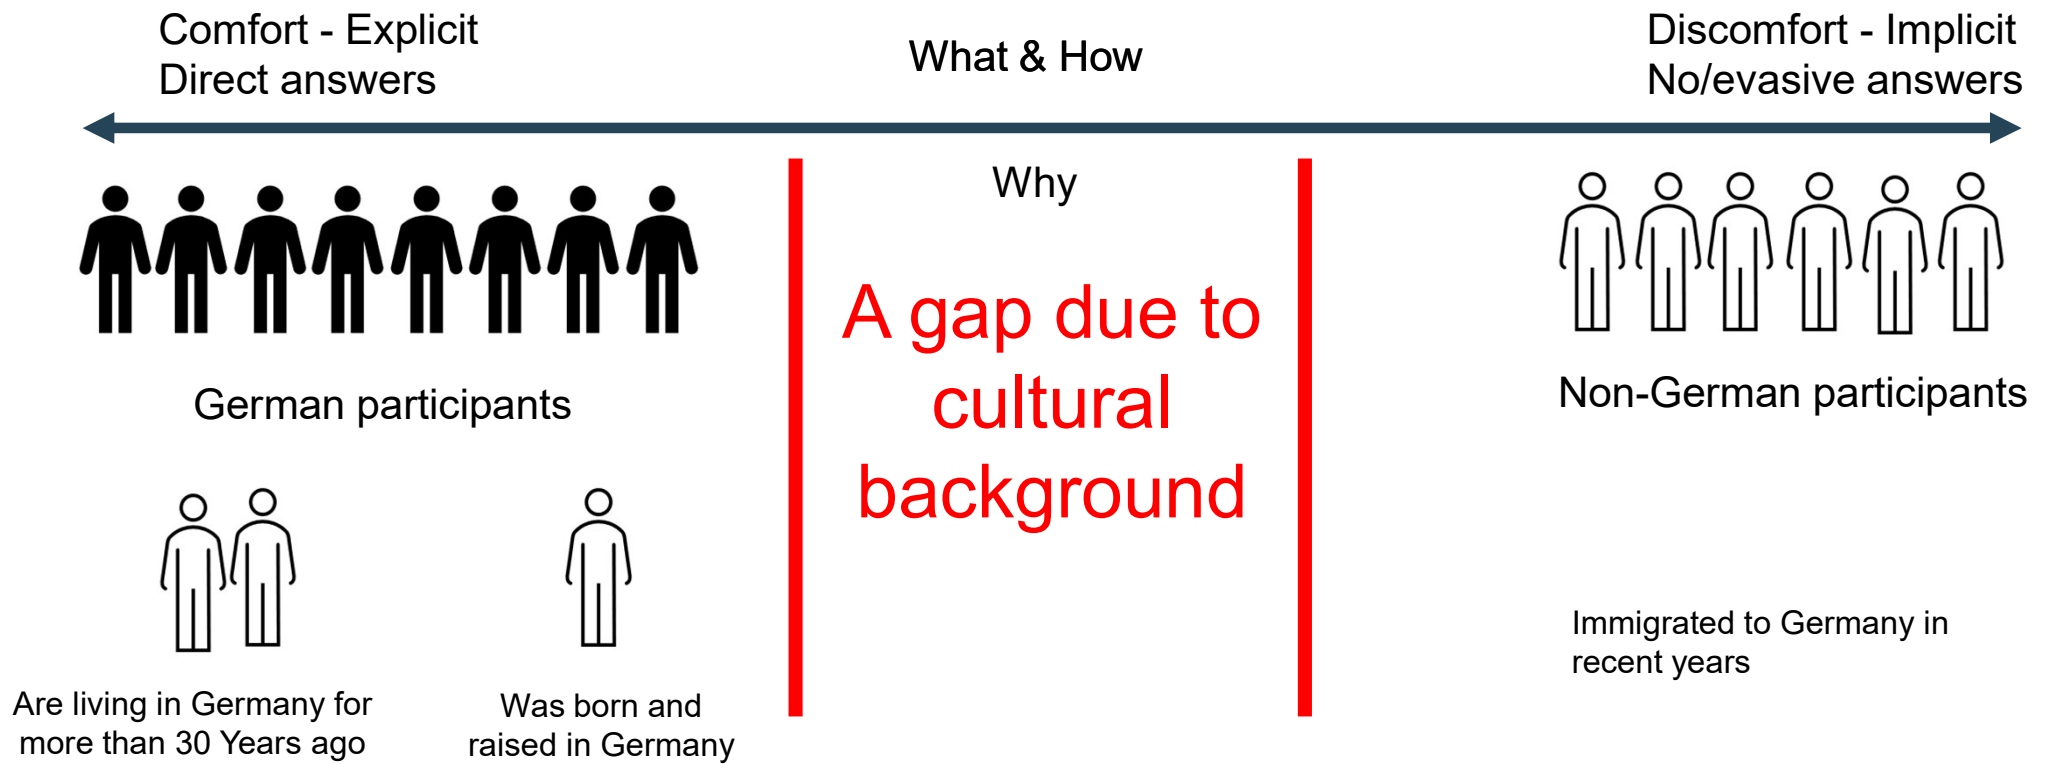 Comfort - Explicit
Direct answers
What & How
Discomfort - Implicit
No/evasive answers
Why
A gap due to
cultural
background
German participants
Non-German participants
Are living in Germany for
more than 30 Years ago
Was born and
raised in Germany
Immigrated to Germany in
recent years